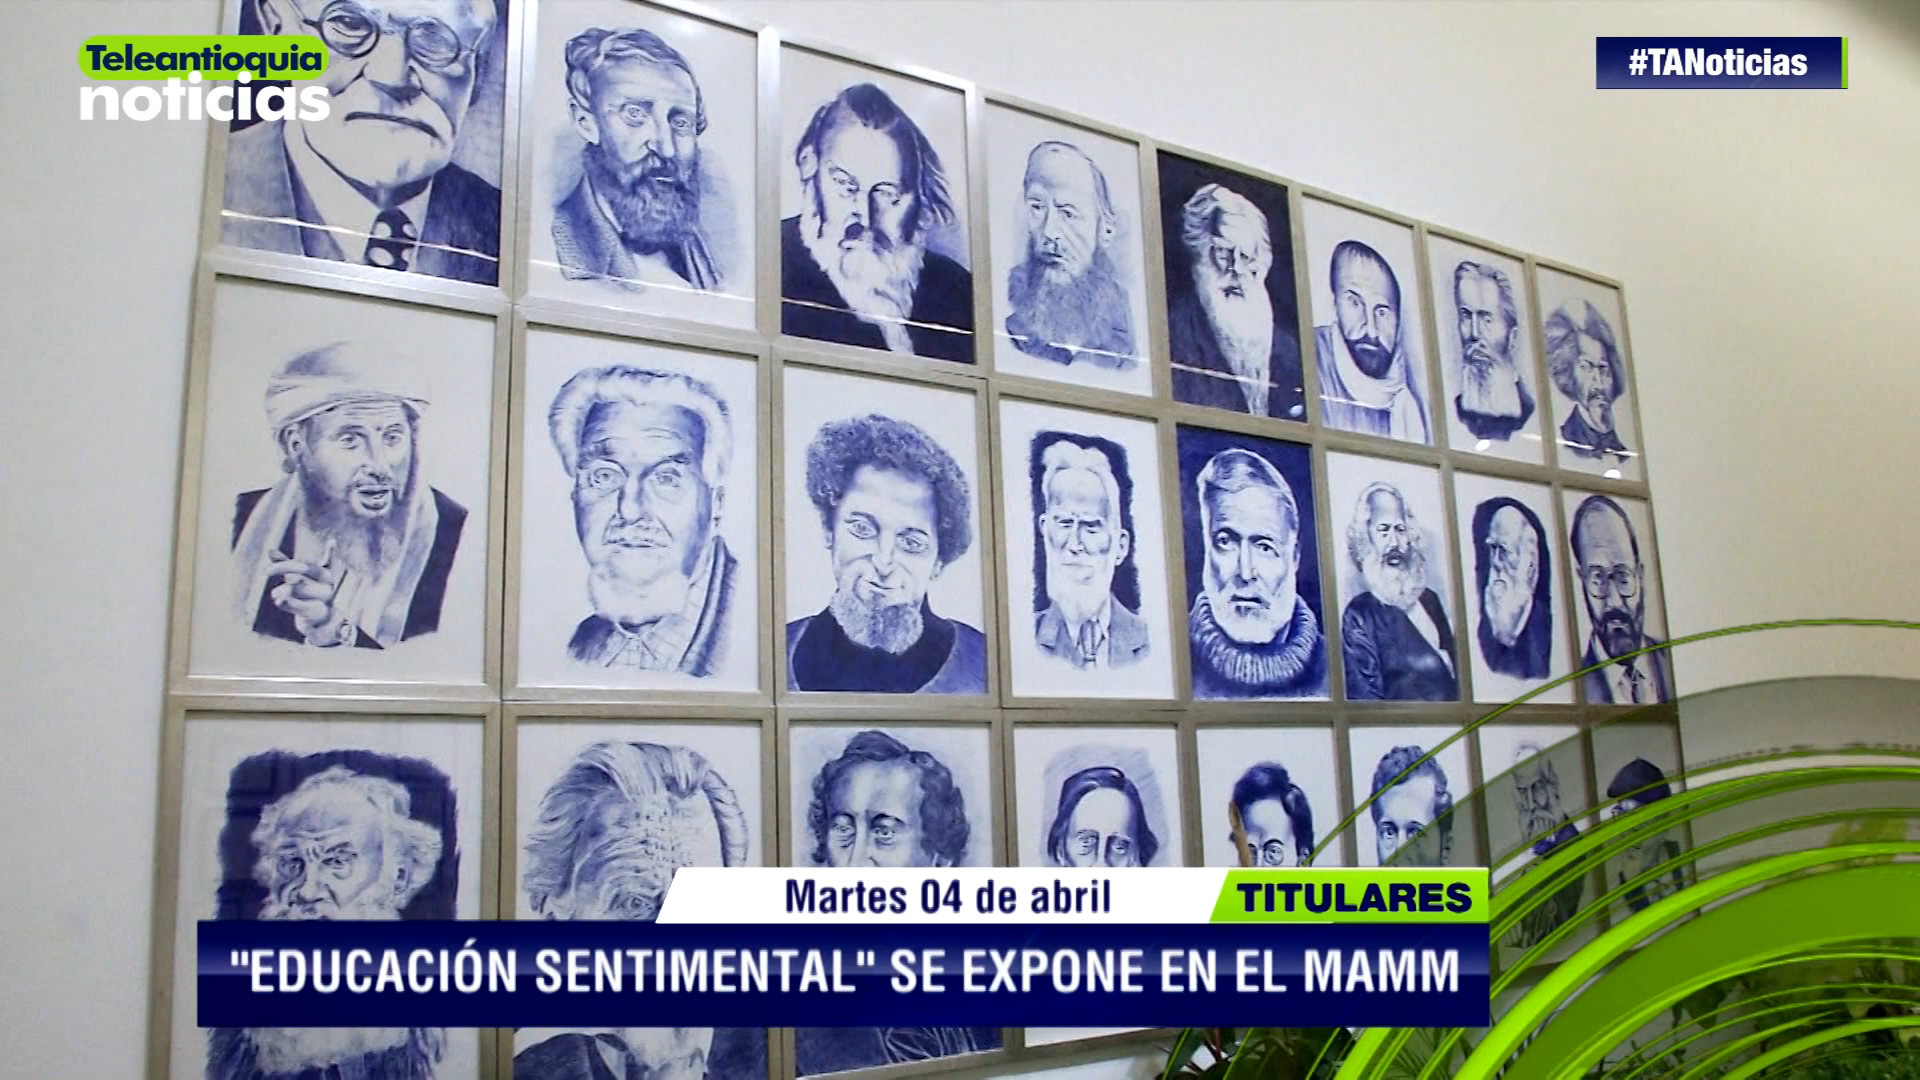 Teleantioquia
noticias
#TANoticias
Martes 04 de abril
TITULARES
"EDUCACIÓN SENTIMENTAL" SE EXPONE EN EL MAMM